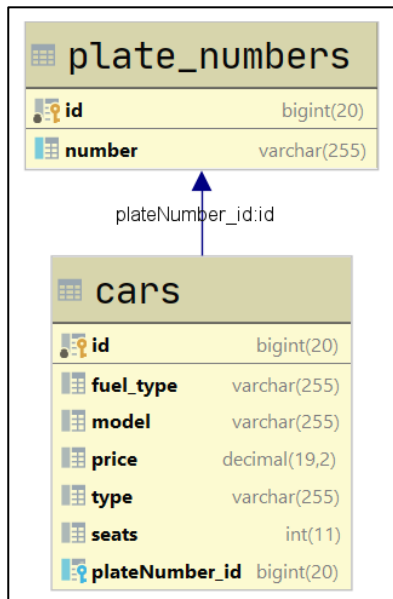 plate_numbers
id bigint(20)
number varchar(255)
plateNumber_id:id
cars
id bigint(20)
fuel_type varchar(255)
model varchar(255)
price decimal(19,2)
type varchar(255)
seats int(11)
plateNumber_id bigint(20)